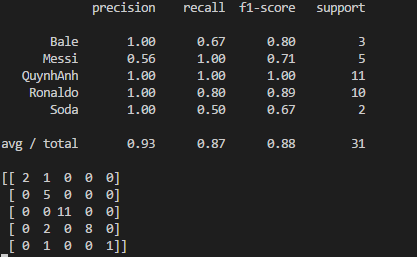 precision recall f1-score support
Bale 1.00 0.67 0.80 3
Messi 0.56 1.00 0.71 5
QuynhAnh 1.00 1.00 1.00 11
Ronaldo 1.00 0.80 0.89 10
Soda 1.00 0.50 0.67 2
avg / total 0.93 0.87 0.88 31
[[ 2 1 0 0 0]
[ 0 5 0 0 0]
[ 0 0 11 0 0]
[ 0 2 0 8 0]
[ 0 1 0 0 1]]